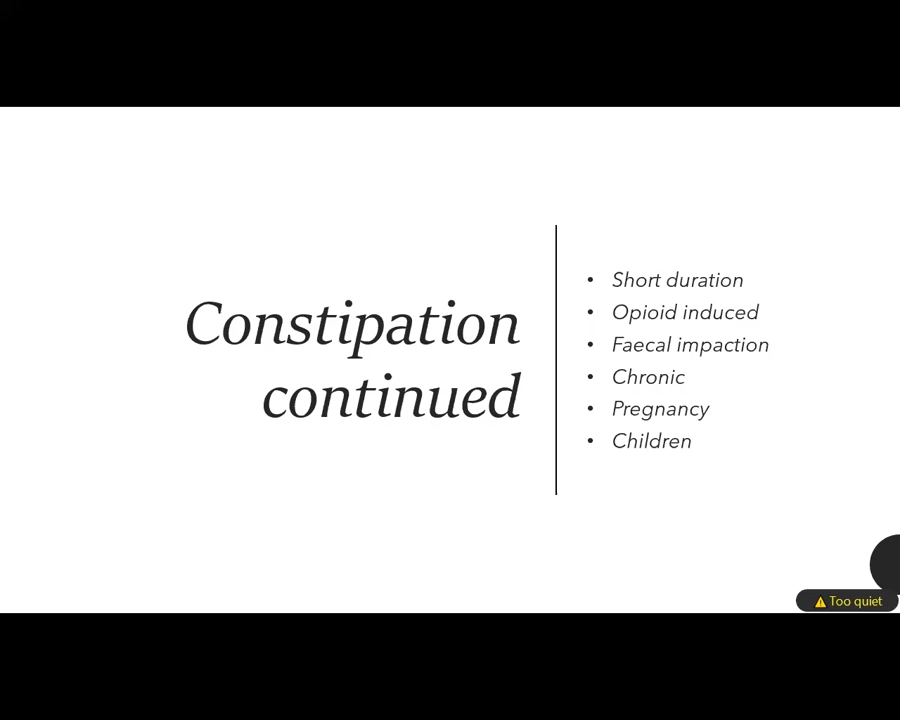 Constipation
continued
• Short duration
• Opioid induced
• Faecal impaction
• Chronic
• Pregnancy
• Children
⚠ Too quiet